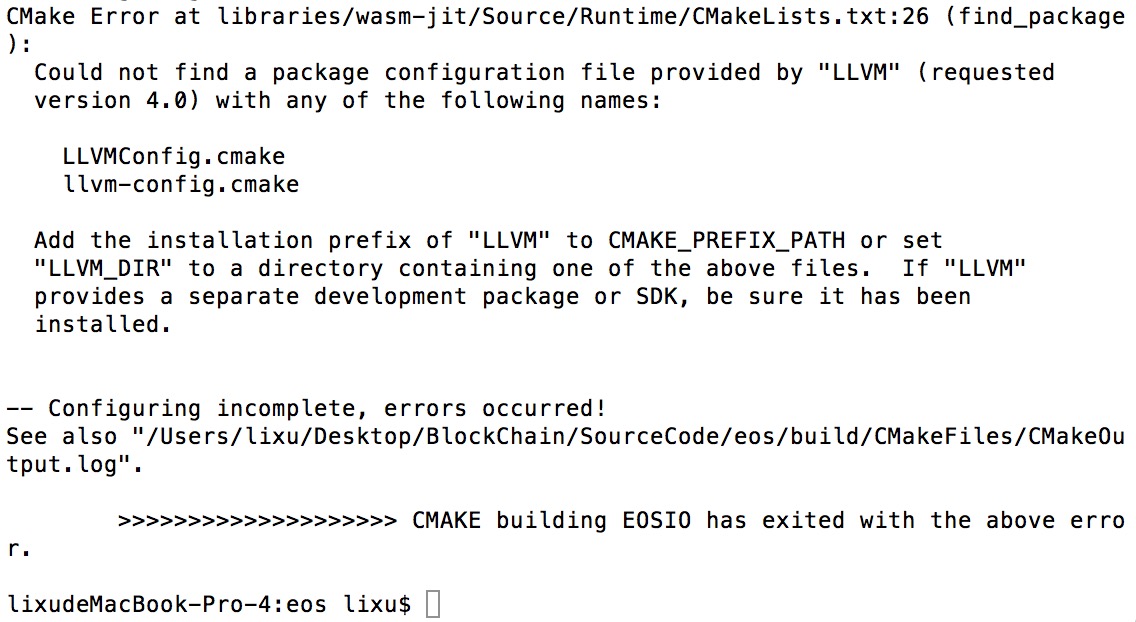 CMake Error at libraries/wasm-jit/Source/Runtime/CMakeLists.txt:26 (find_package
):
  Could not find a package configuration file provided by "LLVM" (requested
  version 4.0) with any of the following names:

    LLVMConfig.cmake
    llvm-config.cmake

  Add the installation prefix of "LLVM" to CMAKE_PREFIX_PATH or set
  "LLVM_DIR" to a directory containing one of the above files.  If "LLVM"
  provides a separate development package or SDK, be sure it has been
  installed.


-- Configuring incomplete, errors occurred!
See also "/Users/lixu/Desktop/BlockChain/SourceCode/eos/build/CMakeFiles/CMakeOu
tput.log".

        >>>>>>>>>>>>>>>>>>>> CMAKE building EOSIO has exited with the above erro
r.

lixudeMacBook-Pro-4:eos lixu$